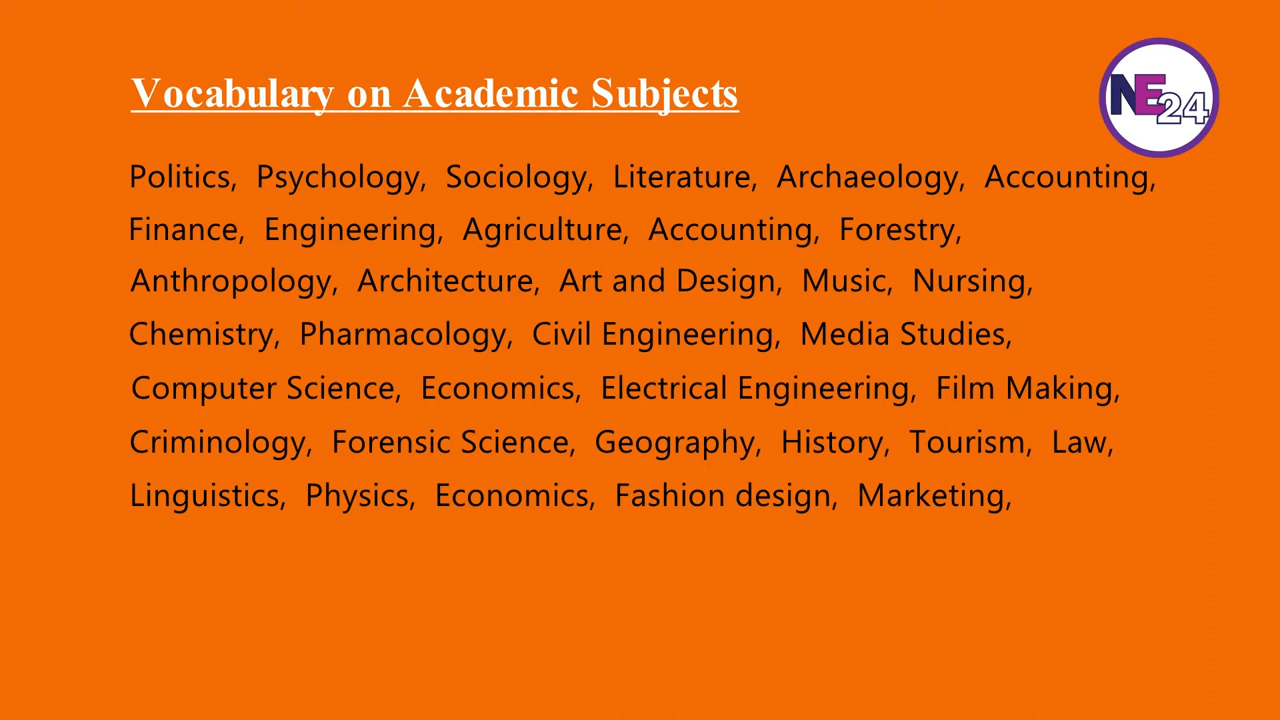 Vocabulary on Academic Subjects
NE24
Politics, Psychology, Sociology, Literature, Archaeology, Accounting,
Finance, Engineering, Agriculture, Accounting, Forestry,
Anthropology, Architecture, Art and Design, Music, Nursing,
Chemistry, Pharmacology, Civil Engineering, Media Studies,
Computer Science, Economics, Electrical Engineering, Film Making,
Criminology, Forensic Science, Geography, History, Tourism, Law,
Linguistics, Physics, Economics, Fashion design, Marketing,